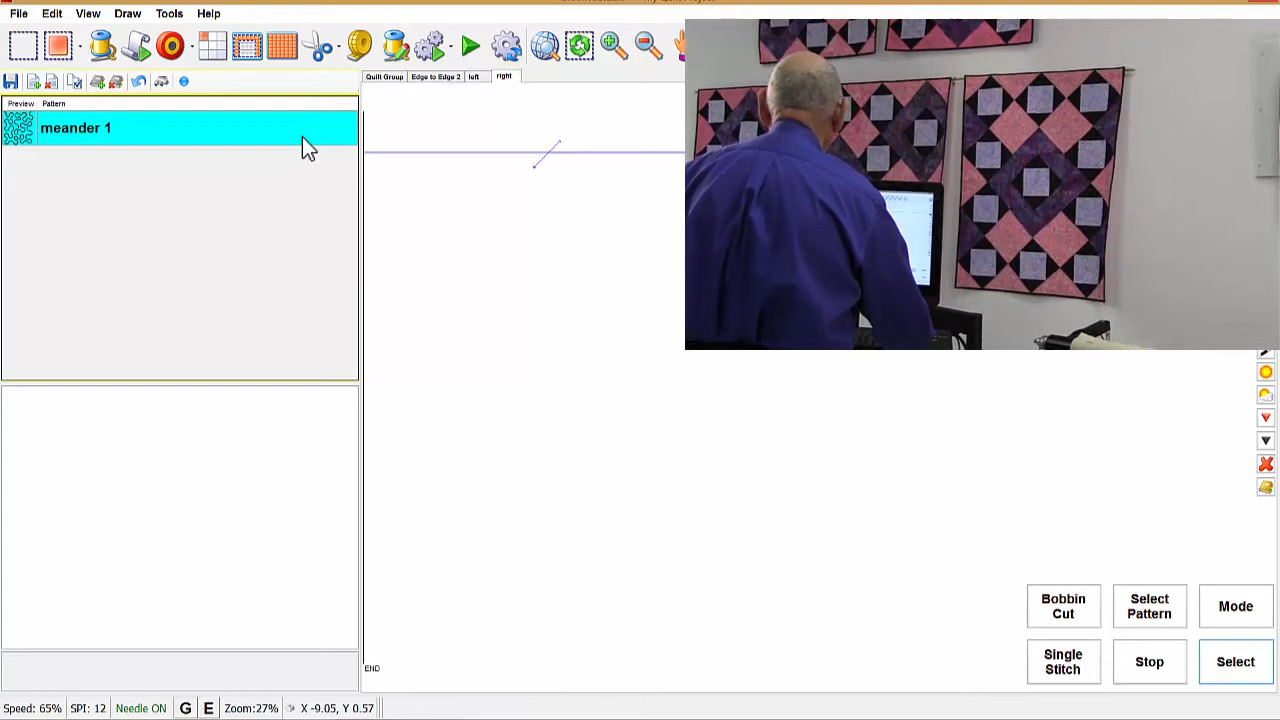 File Edit View Draw Tools Help
Quilt Group Edge to Edge 2 left right
Preview Pattern
meander 1
END
Bobbin Cut
Select Pattern
Mode
Single Stitch
Stop
Select
Speed: 65% SPI: 12 Needle ON G E Zoom:27% X -9.05, Y 0.57